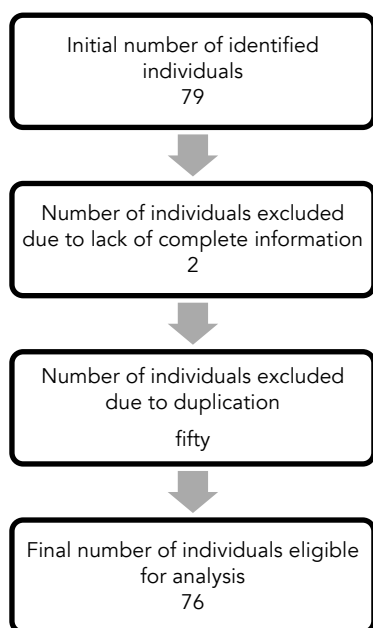 Initial number of identified
individuals
79
Number of individuals excluded
due to lack of complete information
2
Number of individuals excluded
due to duplication
fifty
Final number of individuals eligible
for analysis
76